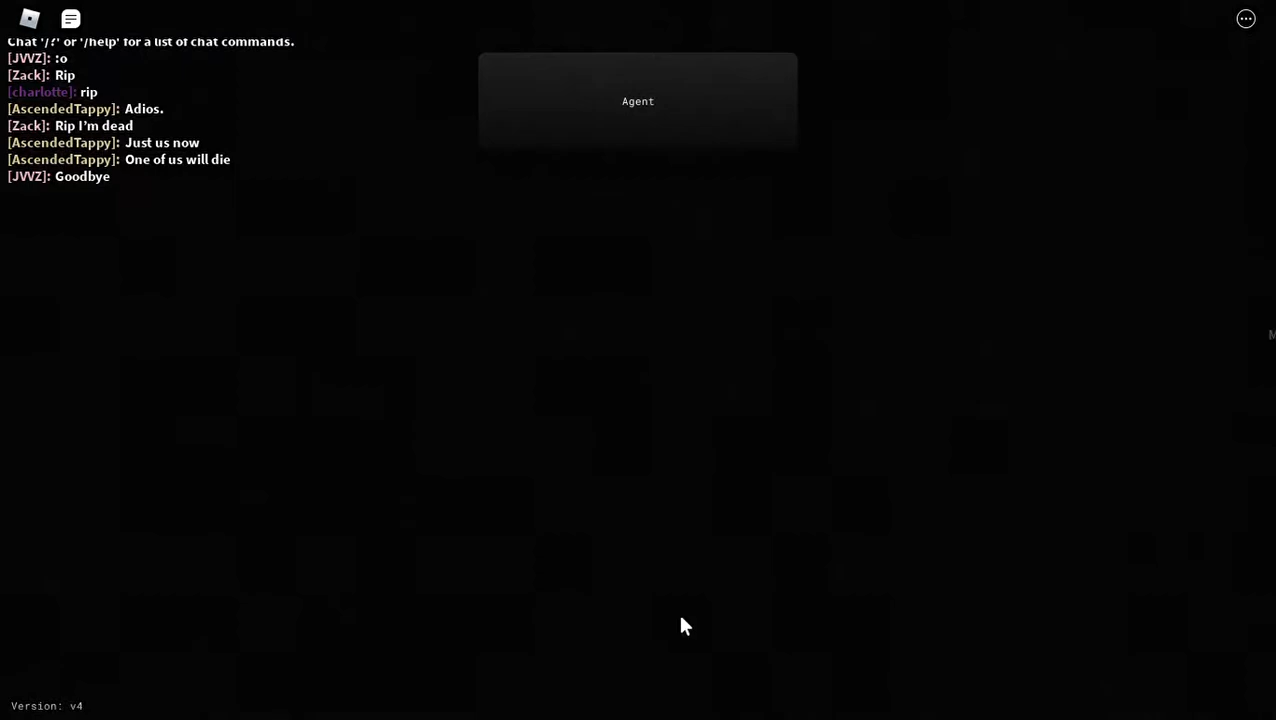 Chat '/?' or '/help' for a list of chat commands.
[JVVZ]: :o
[Zack]: Rip
[charlotte]: rip
[AscendedTappy]: Adios.
[Zack]: Rip I'm dead
[AscendedTappy]: Just us now
[AscendedTappy]: One of us will die
[JVVZ]: Goodbye
Agent
Version: v4